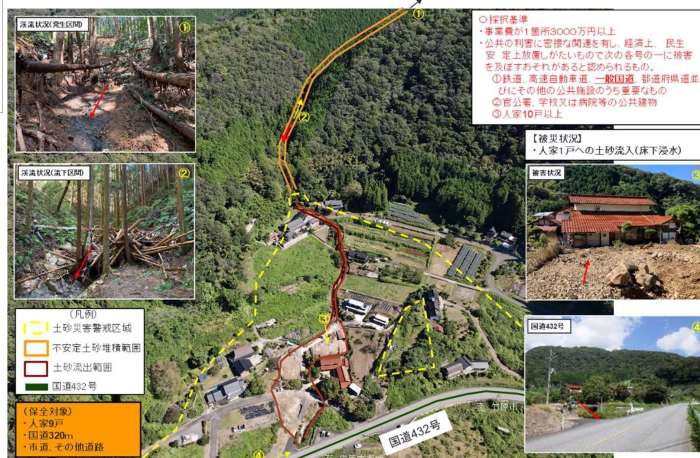 渓流状況(発生区間)
①
①
②
渓流状況(流下区間)
②
③
④
(凡例)
土砂災害警戒区域
不安定土砂堆積範囲
土砂流出範囲
国道432号
(保全対象)
・人家9戸
・国道320m
・市道、その他道路
国道432号
〇採択基準
・事業費が1箇所3000万円以上
・公共の利害に密接な関連を有し、経済上、民生
安 定上放置しがたいもので次の各号の一に被害
を及ぼすおそれがあると認められるもの。
①鉄道、高速自動車道、一般国道、都道府県道並
びにその他の公共施設のうち重要なもの
②官公署、学校又は病院等の公共建物
③人家10戸以上
【被災状況】
・人家1戸への土砂流入(床下浸水)
被害状況
③
国道432号
④